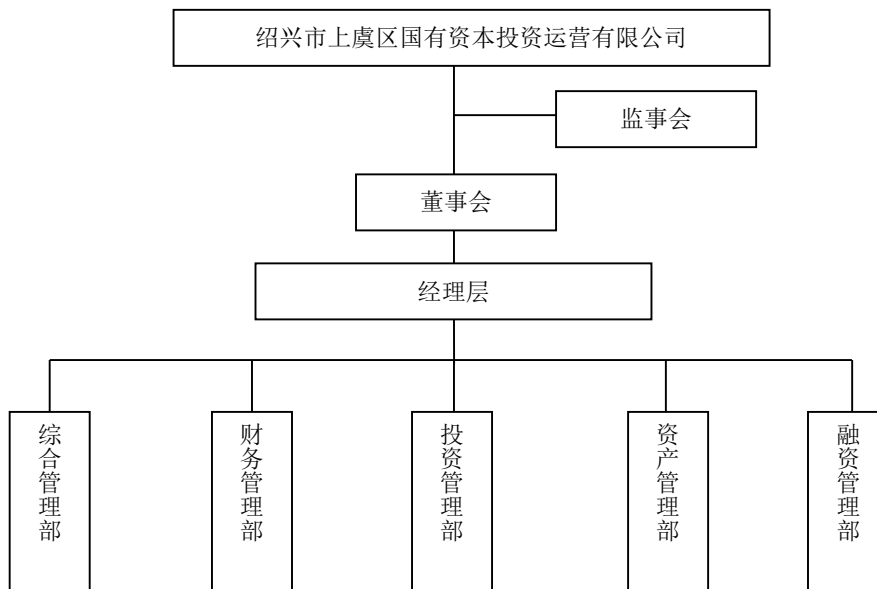 绍兴市上虞区国有资本投资运营有限公司
监事会
董事会
经理层
综合管理部
财务管理部
投资管理部
资产管理部
融资管理部